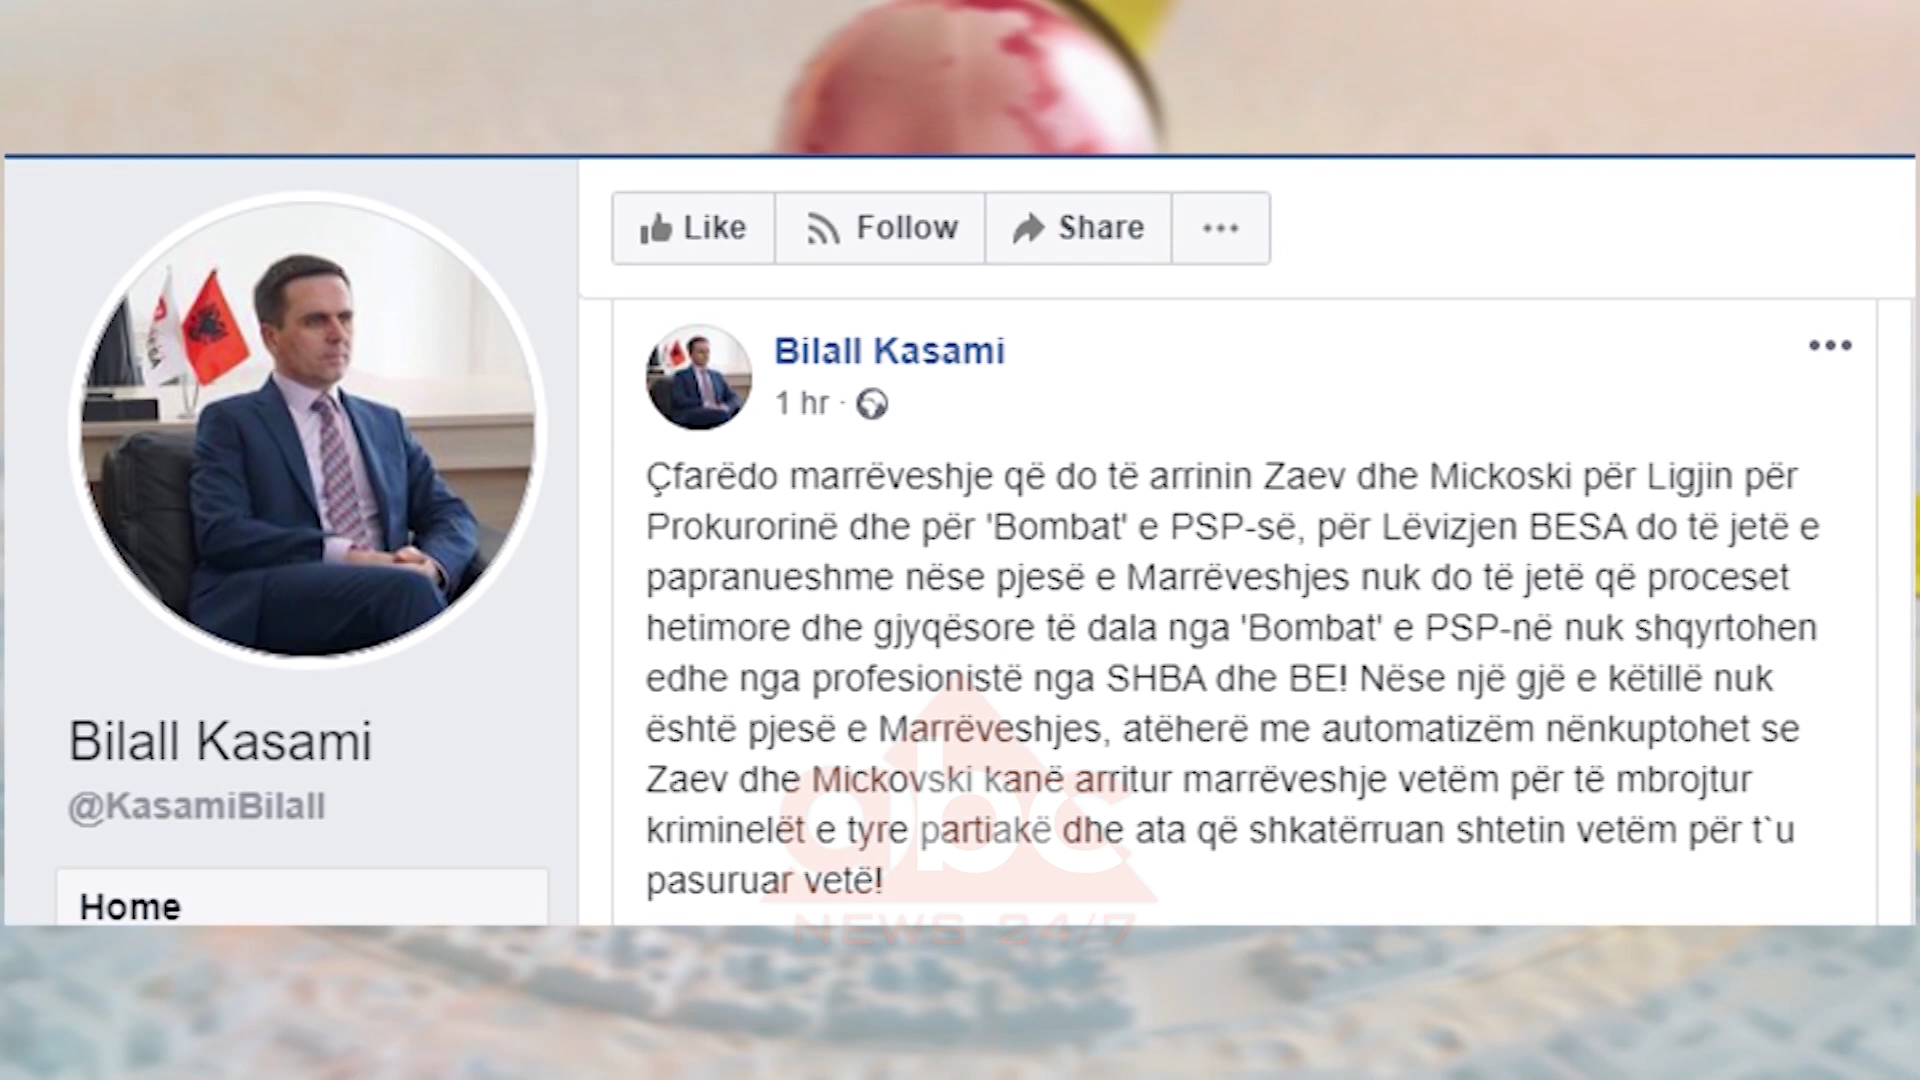 Like
Follow
Share
Bilall Kasami
1 hr ·
Çfarëdo marrëveshje që do të arrinin Zaev dhe Mickoski për Ligjin për
Prokurorinë dhe për 'Bombat' e PSP-së, për Lëvizjen BESA do të jetë e
papranueshme nëse pjesë e Marrëveshjes nuk do të jetë që proceset
hetimore dhe gjyqësore të dala nga 'Bombat' e PSP-në nuk shqyrtohen
edhe nga profesionistë nga SHBA dhe BE! Nëse një gjë e këtillë nuk
është pjesë e Marrëveshjes, atëherë me automatizëm nënkuptohet se
Zaev dhe Mickovski kanë arritur marrëveshje vetëm për të mbrojtur
kriminelët e tyre partiakë dhe ata që shkatërruan shtetin vetëm për t`u
pasuruar vetë!
Bilall Kasami
@KasamiBilall
Home
abc
NEWS 24/7